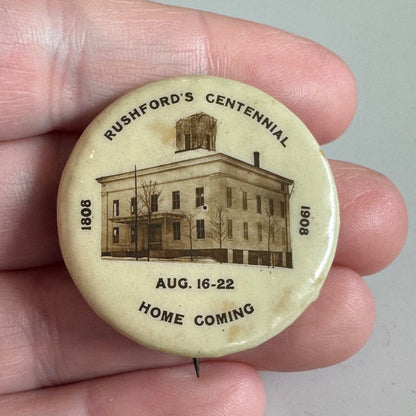 RUSHFORD'S CENTENNIAL
1808
1908
AUG. 16-22
HOME COMING